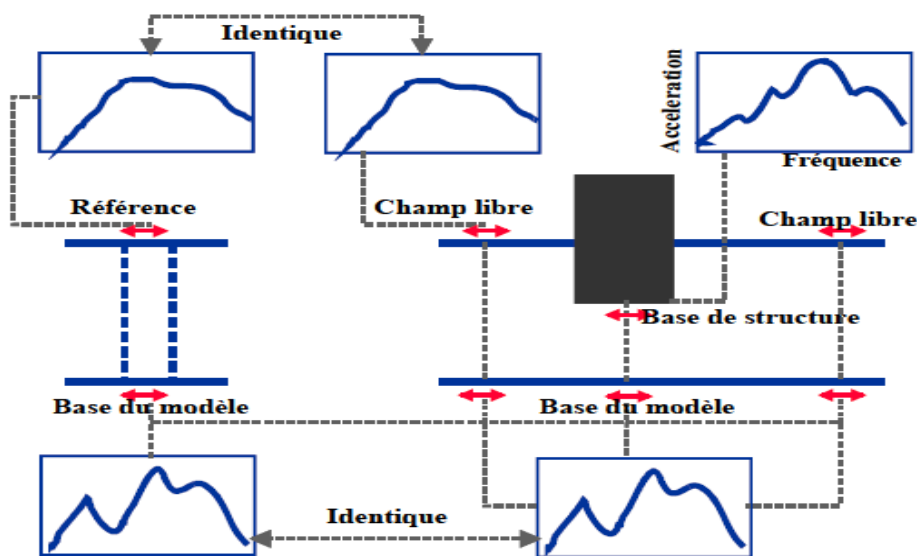 Identique
Acceleration
Fréquence
Référence
Champ libre
Champ libre
Base de structure
Base du modèle
Base du modèle
Identique